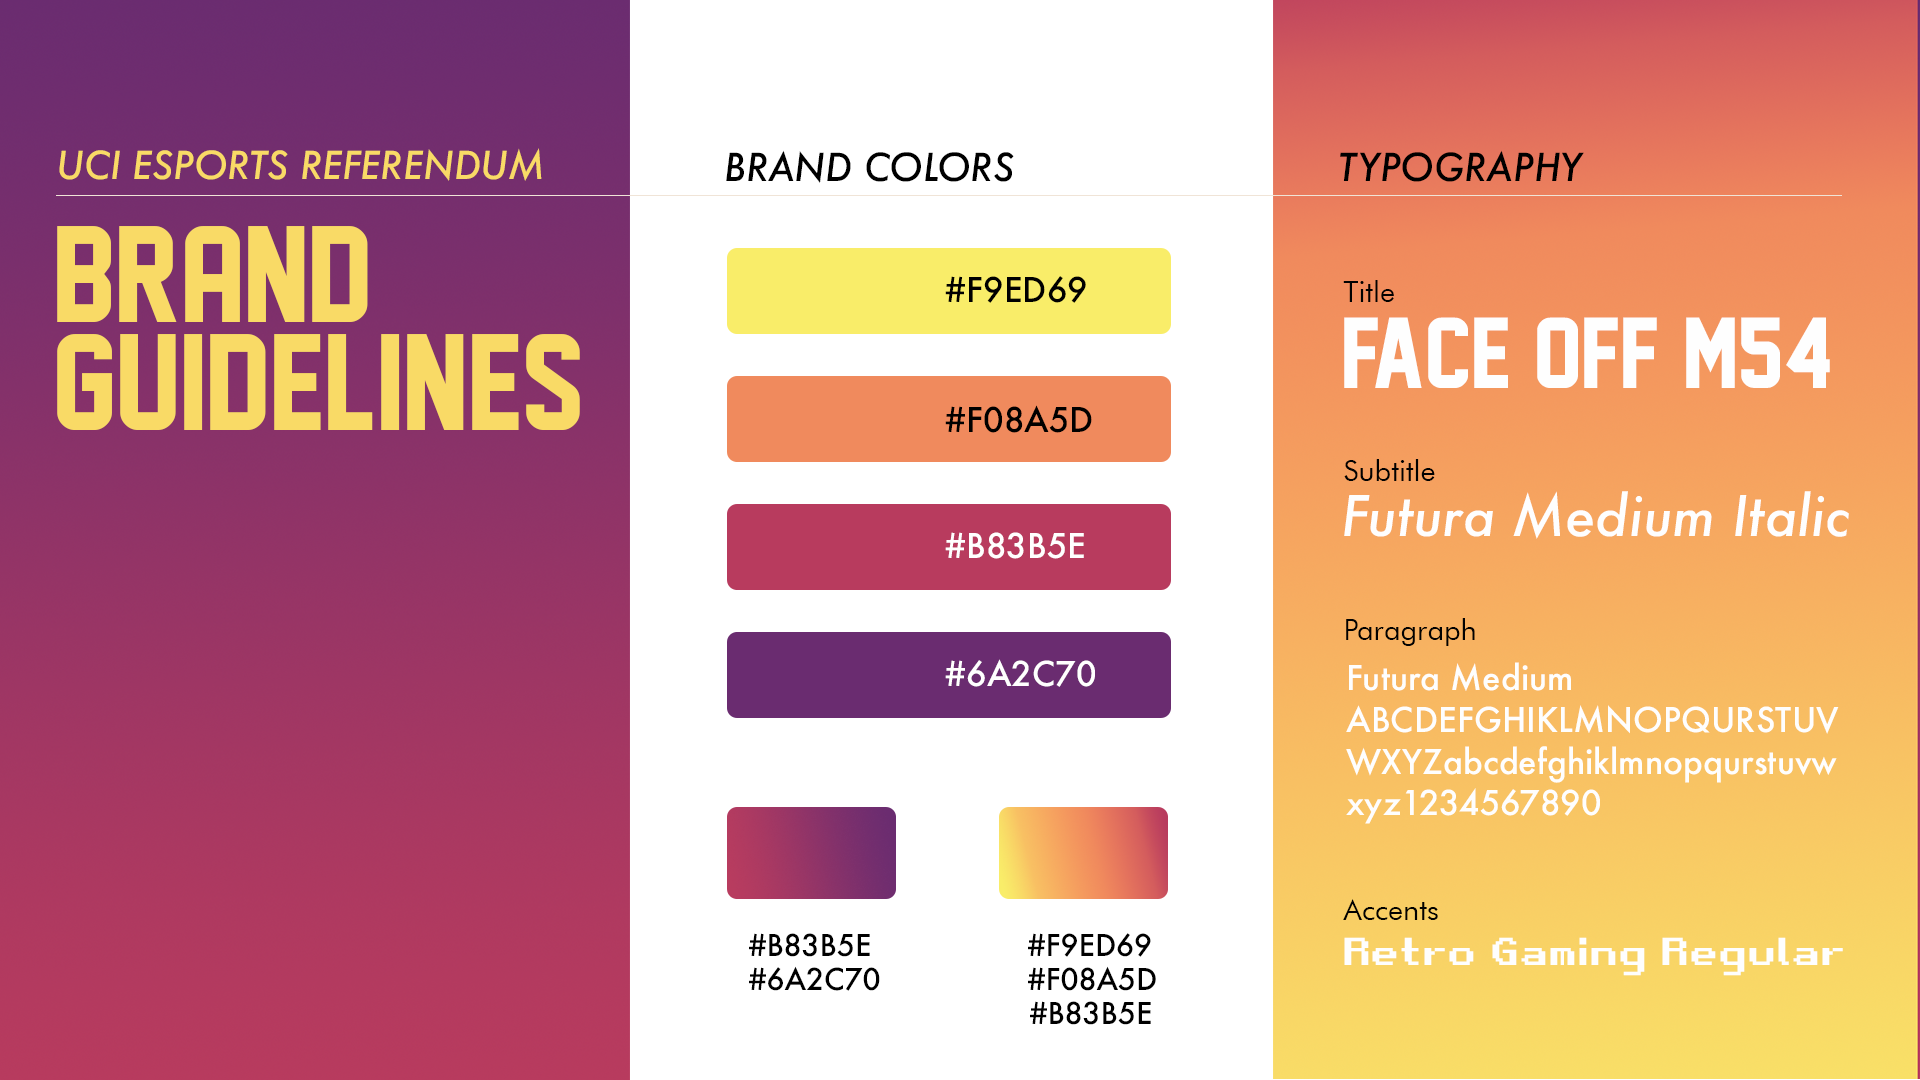 UCI ESPORTS REFERENDUM
BRAND
GUIDELINES
BRAND COLORS
#F9ED69
#F08A5D
#B83B5E
#6A2C70
#B83B5E
#6A2C70
#F9ED69
#F08A5D
#B83B5E
TYPOGRAPHY
Title
FACE OFF M54
Subtitle
Futura Medium Italic
Paragraph
Futura Medium
ABCDEFGHIKLMNOPQURSTUV
WXYZabcdefghiklmnopqurstuvw
xyz1234567890
Accents
Retro Gaming Regular